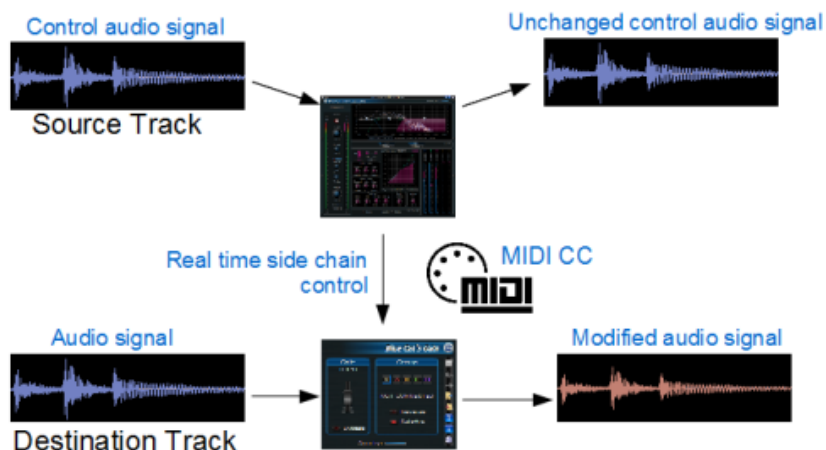 Control audio signal
Unchanged control audio signal
Source Track
Real time side chain
control
MIDI CC
MIDI
Audio signal
Modified audio signal
Destination Track